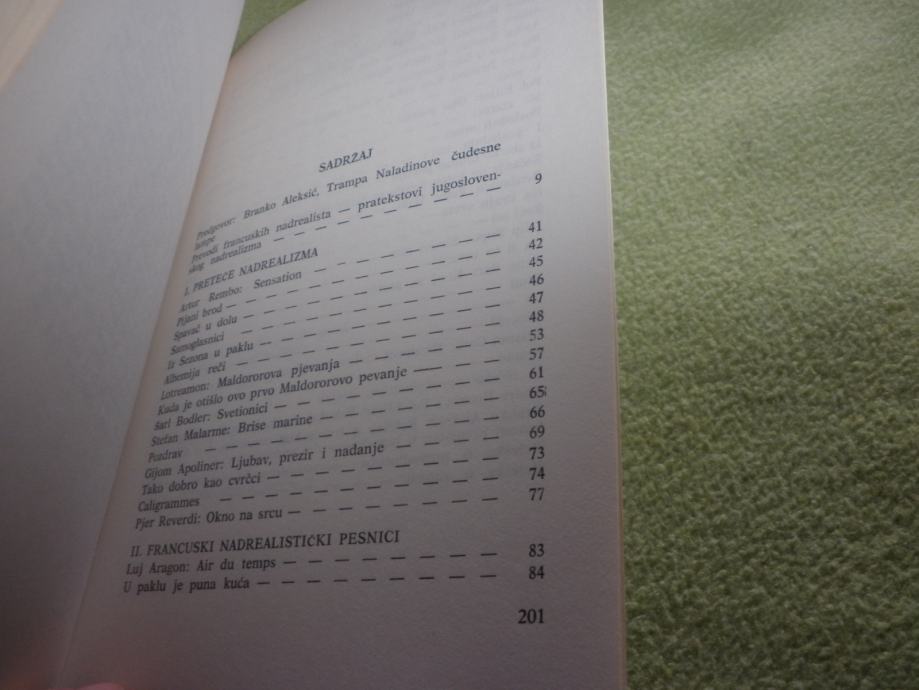 SADRŽAJ
Predgovor: Branko Aleksić, Trampa Naladinove čudesne
lampe
Prevodi francuskih nadrealista — pratekstovi jugosloven-
skog nadrealizma — — — — — — — — 9
I. PRETEČE NADREALIZMA
Artur Rembo: Sensation — — — — — — — 41
Pijani brod — — — — — — — — — — 42
Spavač u dolu — — — — — — — — — — 45
Samoglasnici — — — — — — — — — — 46
Iz Sezona u paklu — — — — — — — — — 47
Alhemija reči — — — — — — — — — — 48
Lotreamon: Maldororova pjevanja — — — — — — 53
Kuda je otišlo ovo prvo Maldororovo pevanje — — — 57
Šarl Bodler: Svetionici — — — — — — — — 61
Stefan Malarme: Brise marine — — — — — — — 65
Pozdrav — — — — — — — — — — — 66
Gijom Apoliner: Ljubav, prezir i nadanje — — — — 69
Tako dobro kao cvrčci — — — — — — — — — 73
Caligrammes — — — — — — — — — — 74
Pjer Reverdi: Okno na srcu — — — — — — — — 77
II. FRANCUSKI NADREALISTIĆKI PESNICI
Luj Aragon: Air du temps — — — — — — — — 83
U paklu je puna kuća — — — — — — — — — 84
201